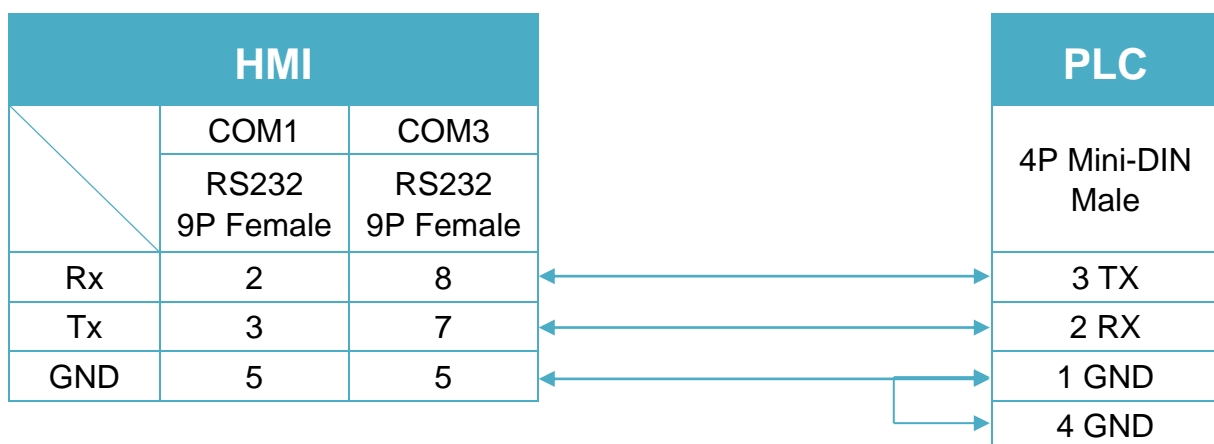 HMI
PLC
COM1 COM3
RS232 RS232
9P Female 9P Female
4P Mini-DIN
Male
Rx 2 8 3 TX
Tx 3 7 2 RX
GND 5 5 1 GND
4 GND